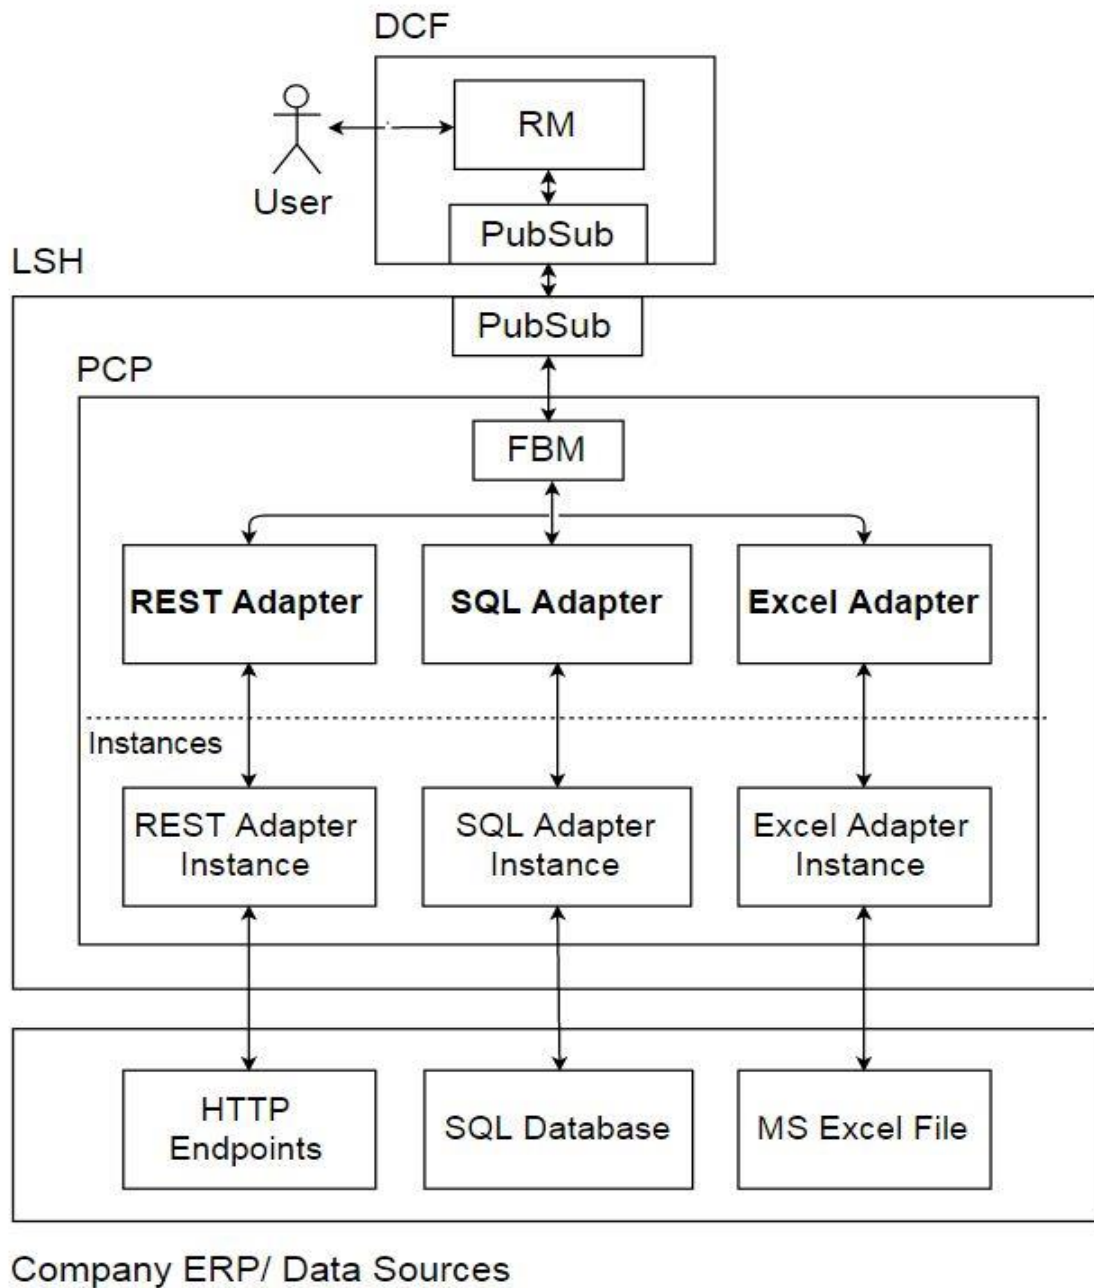 DCF
RM
User
PubSub
LSH
PubSub
PCP
FBM
REST Adapter
SQL Adapter
Excel Adapter
Instances
REST Adapter
Instance
SQL Adapter
Instance
Excel Adapter
Instance
HTTP
Endpoints
SQL Database
MS Excel File
Company ERP/ Data Sources